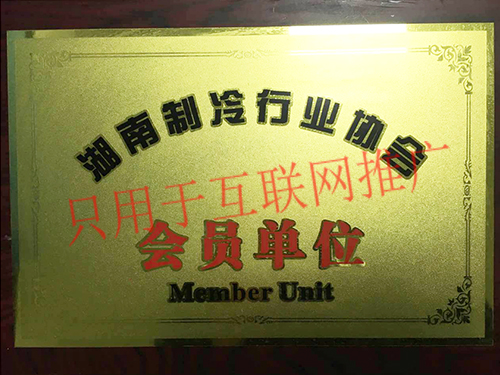 湖南制冷行业协会
只用于互联网推广
会员单位
Member Unit